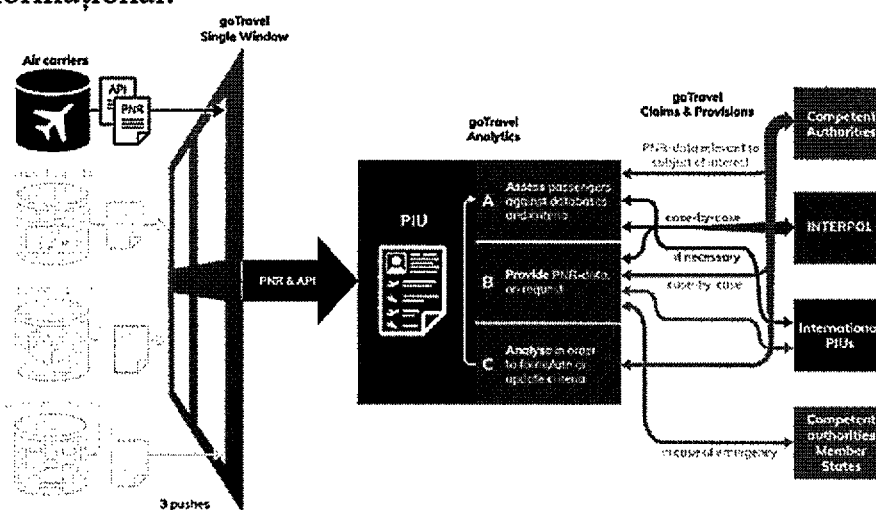 goTravel
Single Window
Air carriers
API
PNR
goTravel
Analytics
goTravel
Claims & Provisions
PIU
PNR & API
A
Assess passengers
against databases
and criteria
B
Provide PNR-data
on request
C
Analyse in order
to formulate or
update criteria
PNR-data relevant to
subject of interest
case-by-case
if necessary
case-by-case
in case of emergency
Competent
Authorities
INTERPOL
International
PIUs
Competent
authorities
Member
States
3 pushes